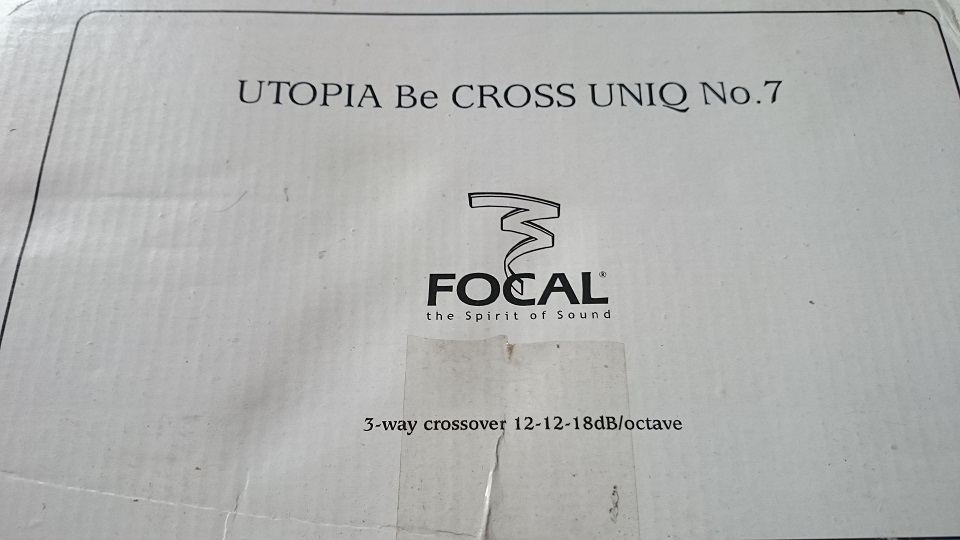 UTOPIA Be CROSS UNIQ No.7
FOCAL®
the Spirit of Sound
3-way crossover 12-12-18dB/octave